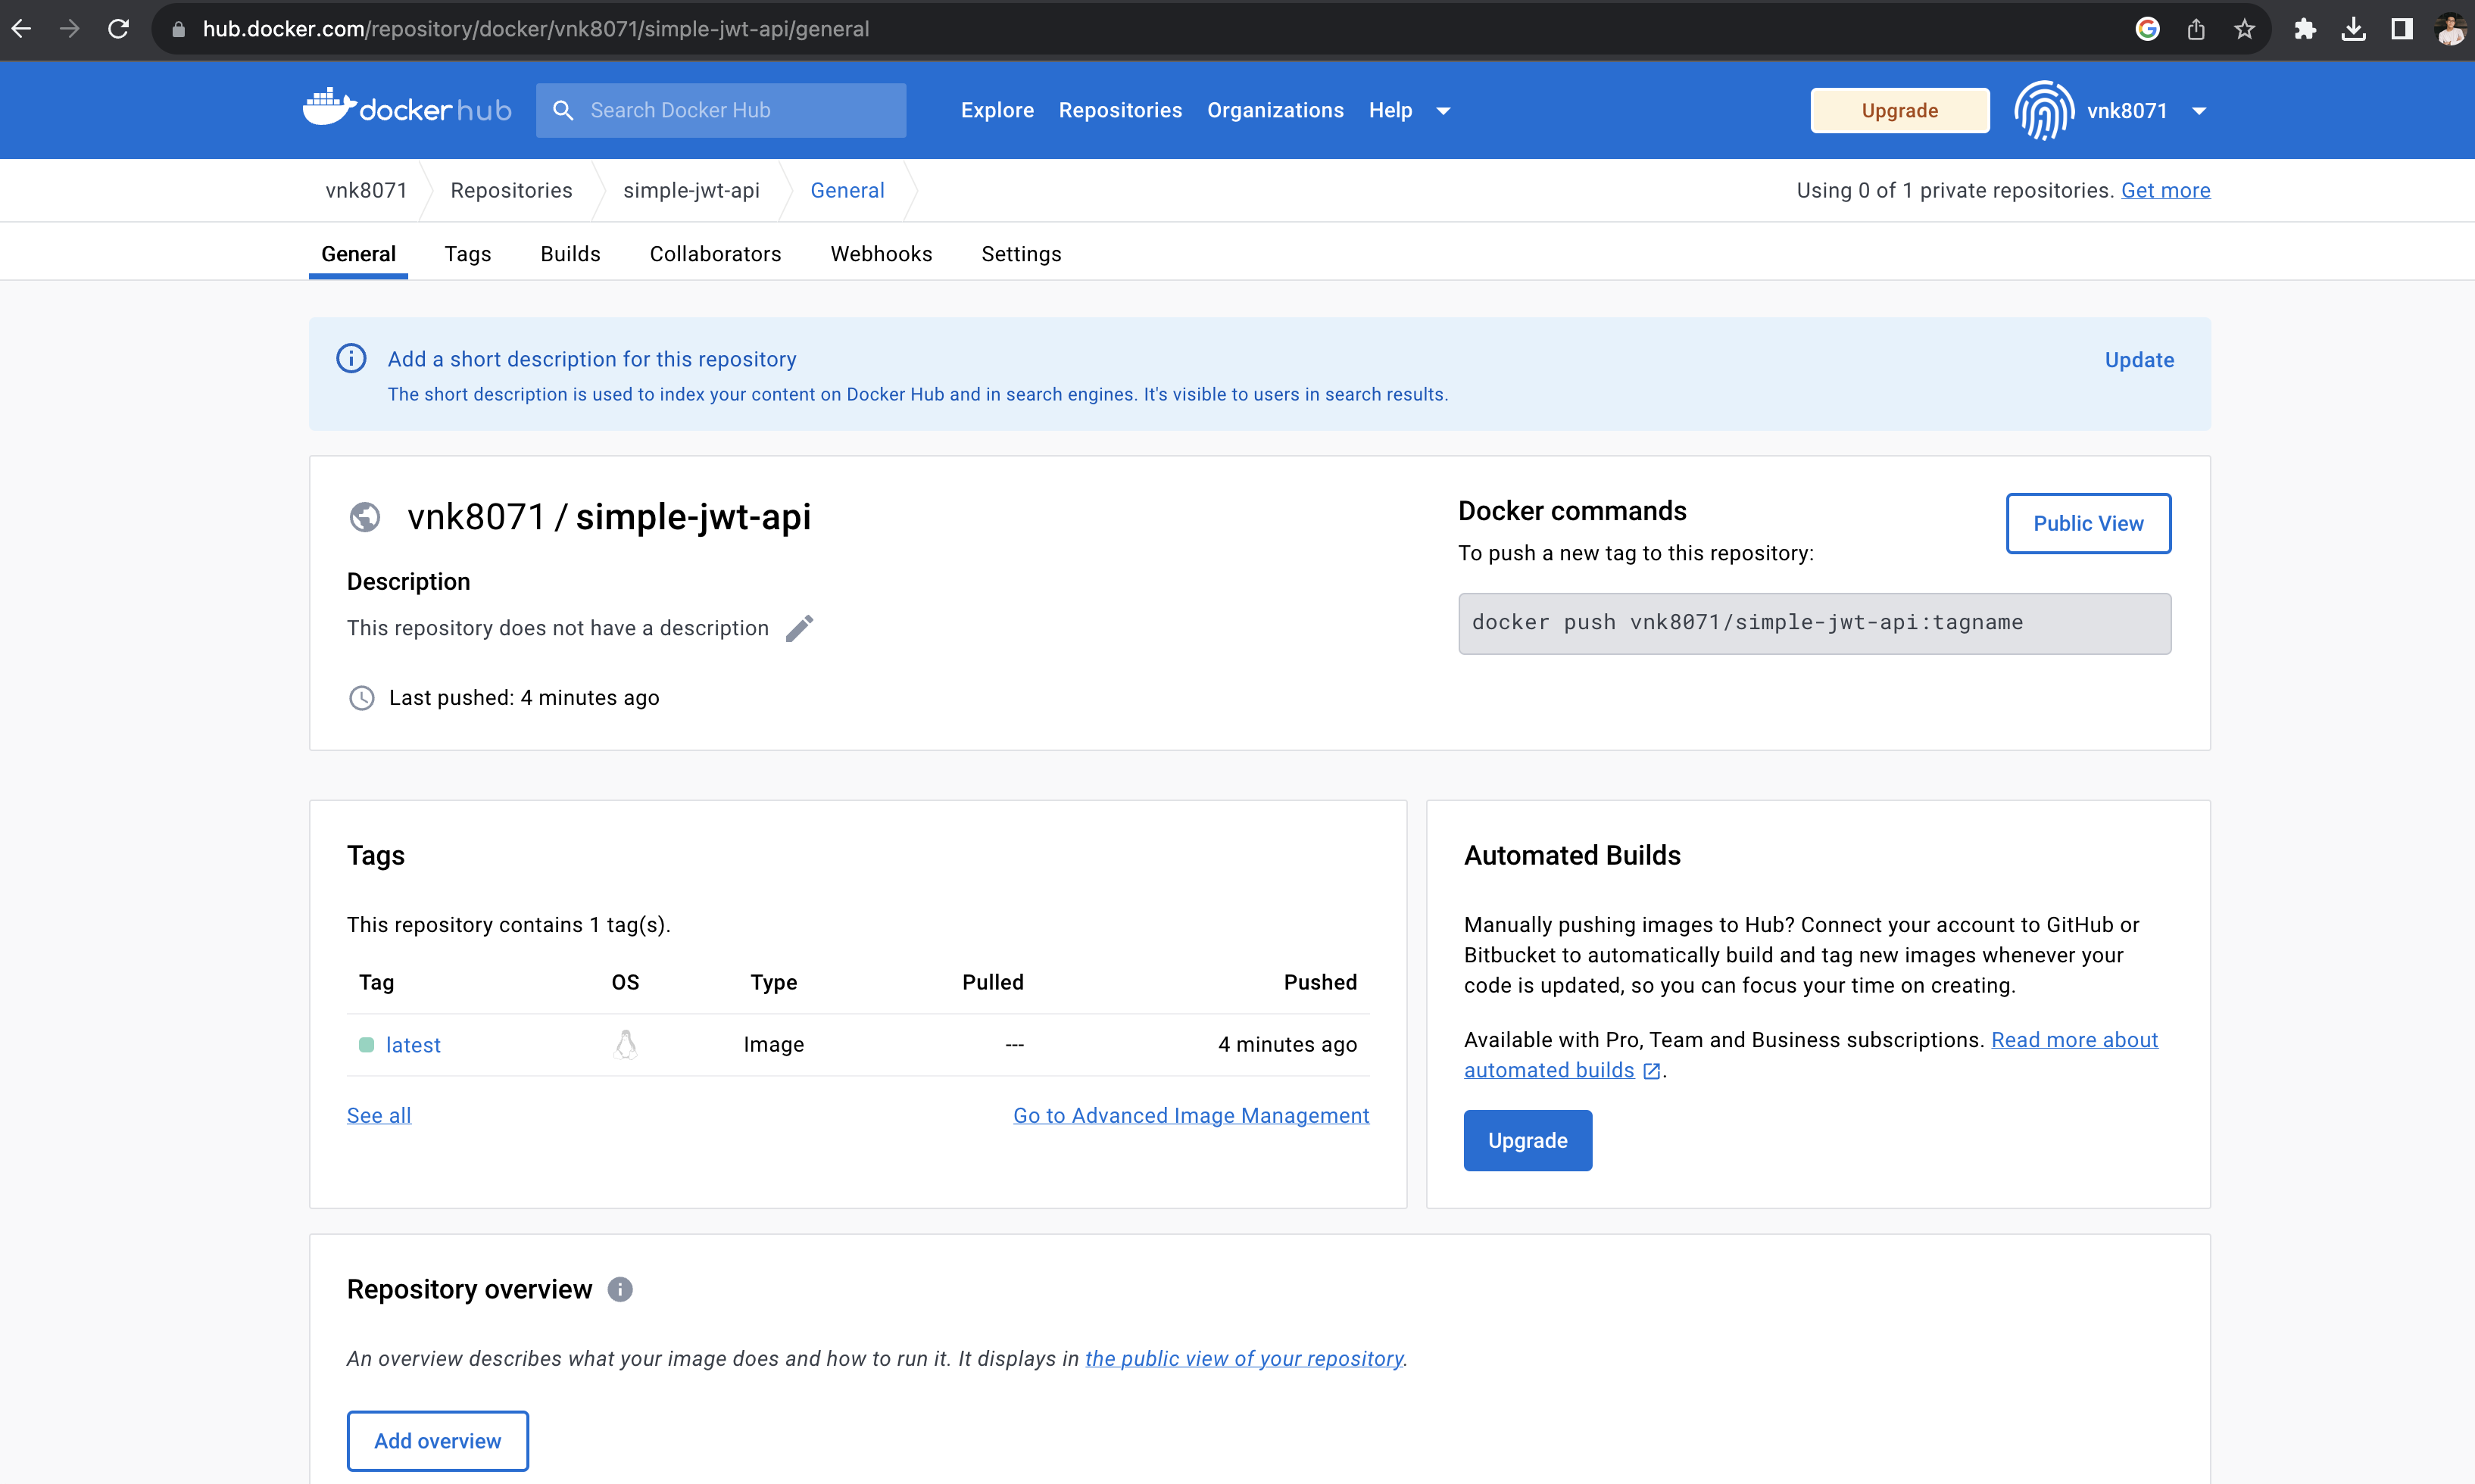 hub.docker.com/repository/docker/vnk8071/simple-jwt-api/general
dockerhub
Search Docker Hub
Explore
Repositories
Organizations
Help
Upgrade
vnk8071
vnk8071
Repositories
simple-jwt-api
General
Using 0 of 1 private repositories. Get more
General
Tags
Builds
Collaborators
Webhooks
Settings
Add a short description for this repository
Update
The short description is used to index your content on Docker Hub and in search engines. It's visible to users in search results.
vnk8071 / simple-jwt-api
Description
This repository does not have a description
Last pushed: 4 minutes ago
Docker commands
Public View
To push a new tag to this repository:
docker push vnk8071/simple-jwt-api:tagname
Tags
This repository contains 1 tag(s).
Tag OS Type Pulled Pushed
latest Image --- 4 minutes ago
See all
Go to Advanced Image Management
Automated Builds
Manually pushing images to Hub? Connect your account to GitHub or
Bitbucket to automatically build and tag new images whenever your
code is updated, so you can focus your time on creating.
Available with Pro, Team and Business subscriptions. Read more about
automated builds .
Upgrade
Repository overview
An overview describes what your image does and how to run it. It displays in the public view of your repository.
Add overview